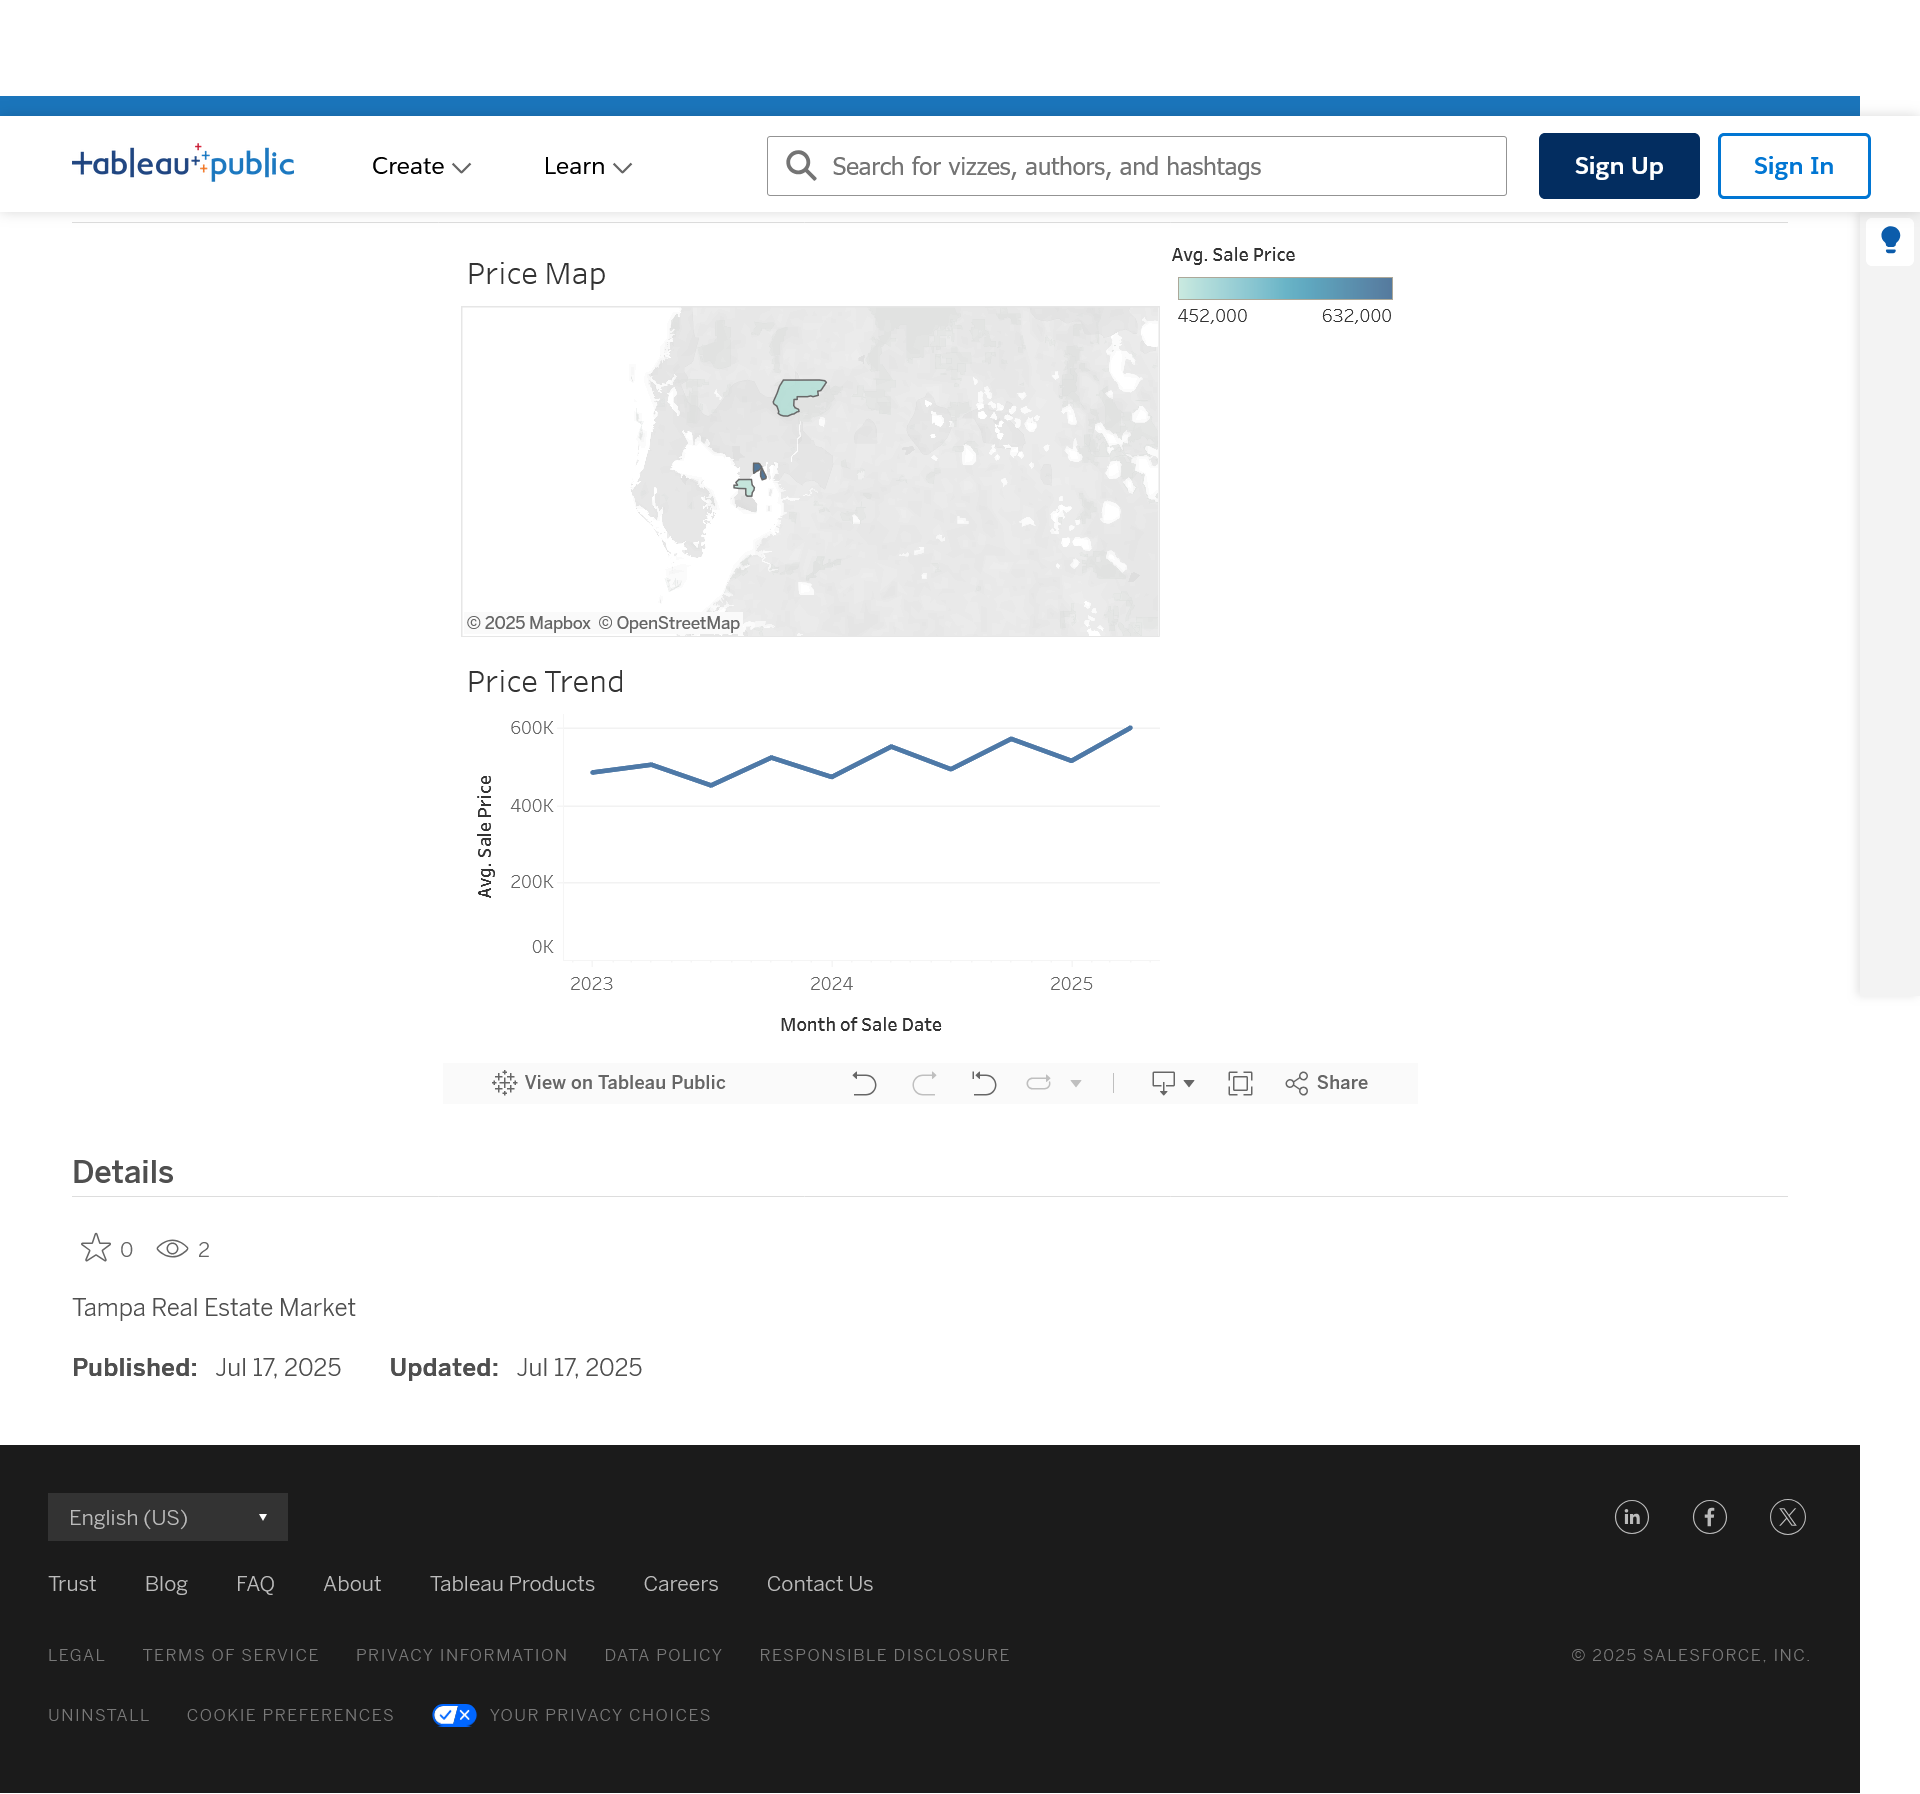 tableau public
Create
Learn
Search for vizzes, authors, and hashtags
Sign Up
Sign In
Price Map
Avg. Sale Price
452,000
632,000
© 2025 Mapbox © OpenStreetMap
Price Trend
600K
400K
200K
0K
Avg. Sale Price
2023
2024
2025
Month of Sale Date
View on Tableau Public
Share
Details
0
2
Tampa Real Estate Market
Published: Jul 17, 2025 Updated: Jul 17, 2025
English (US)
Trust Blog FAQ About Tableau Products Careers Contact Us
LEGAL TERMS OF SERVICE PRIVACY INFORMATION DATA POLICY RESPONSIBLE DISCLOSURE
© 2025 SALESFORCE, INC.
UNINSTALL COOKIE PREFERENCES YOUR PRIVACY CHOICES